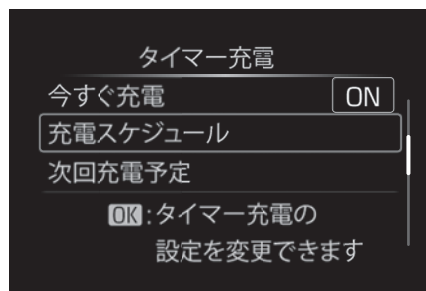 タイマー充電
今すぐ充電 ON
充電スケジュール
次回充電予定
OK:タイマー充電の
設定を変更できます